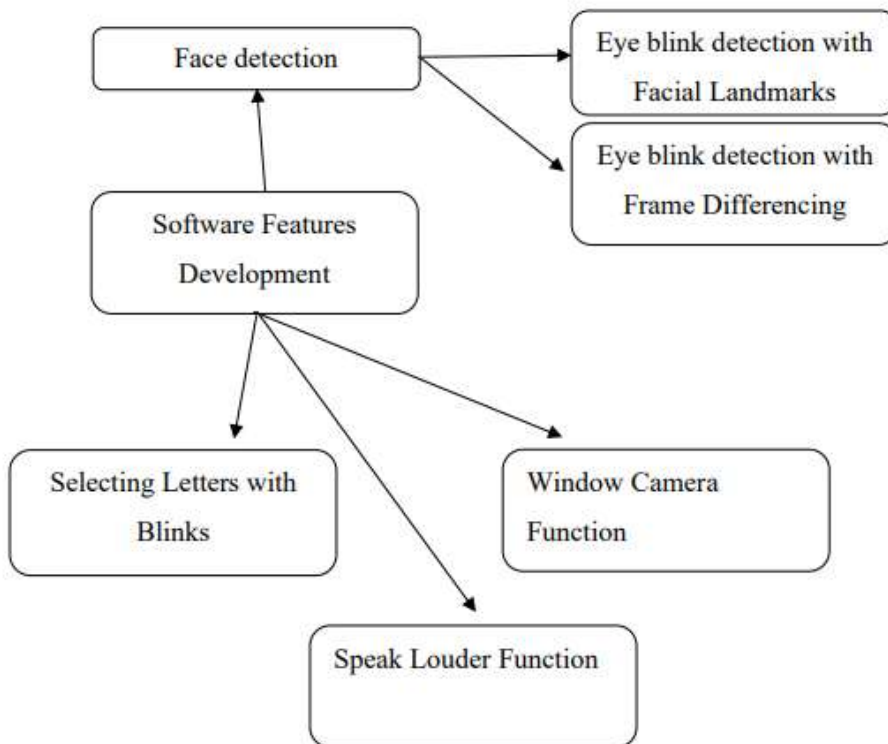 Face detection
Eye blink detection with
Facial Landmarks
Eye blink detection with
Frame Differencing
Software Features
Development
Selecting Letters with
Blinks
Window Camera
Function
Speak Louder Function